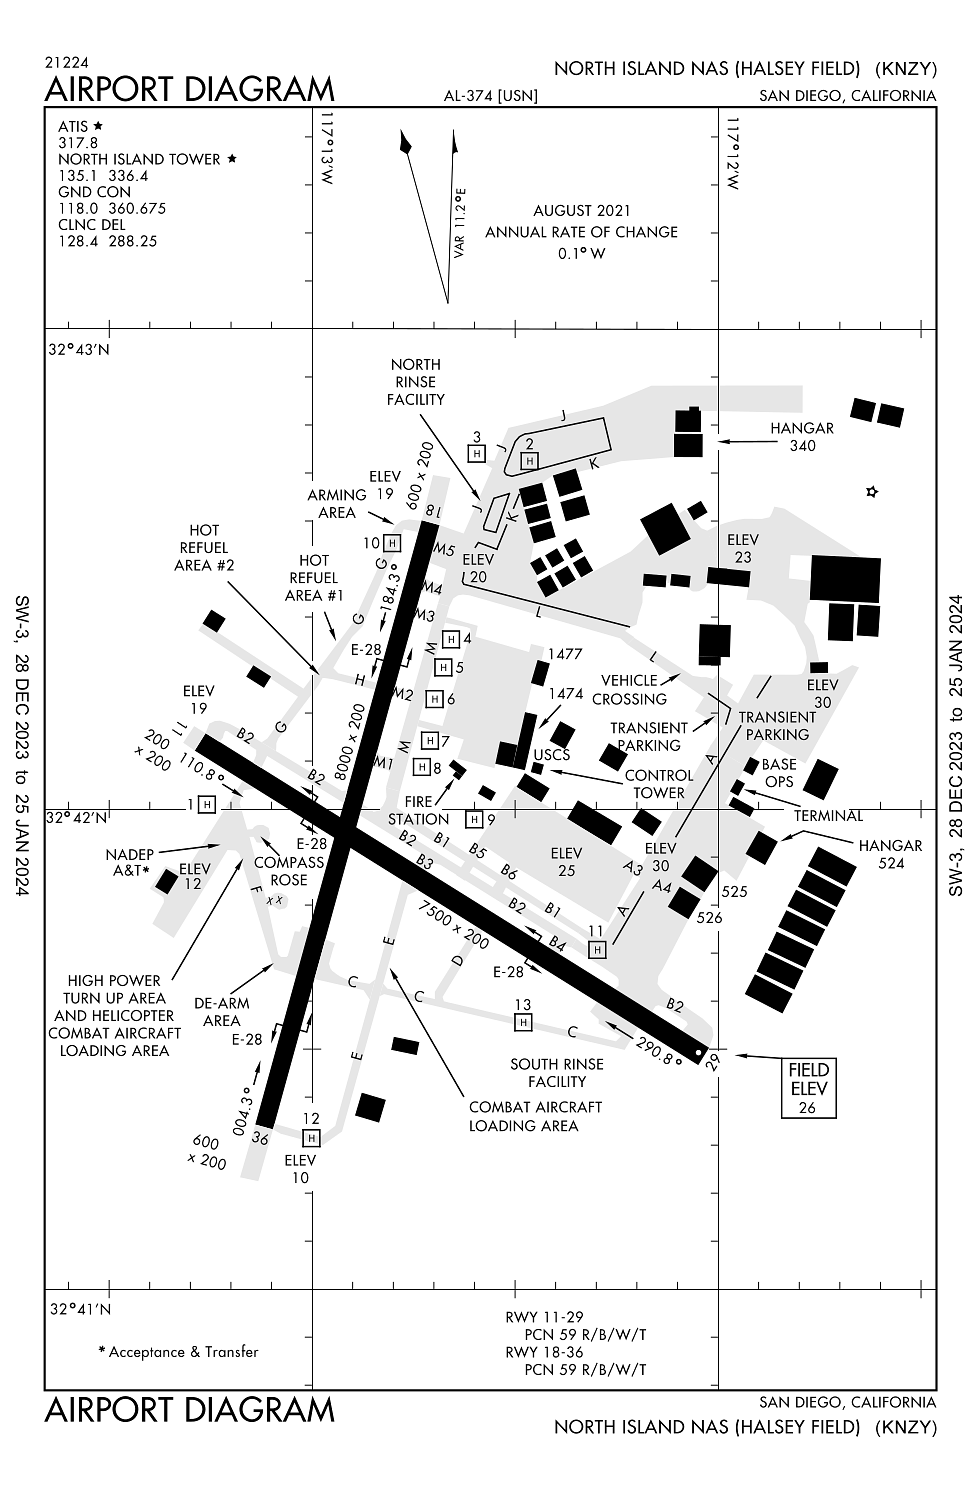 21224
AIRPORT DIAGRAM
AL-374 [USN]
NORTH ISLAND NAS (HALSEY FIELD) (KNZY)
SAN DIEGO, CALIFORNIA
ATIS ★
317.8
NORTH ISLAND TOWER ★
135.1 336.4
GND CON
118.0 360.675
CLNC DEL
128.4 288.25
117°13'W
117°12'W
VAR 11.2°E
AUGUST 2021
ANNUAL RATE OF CHANGE
0.1° W
32°43'N
NORTH
RINSE
FACILITY
J
J
3
H
2
H
K
HANGAR
340
600 x 200
ELEV
19
ARMING
AREA
18
J
K
10 H
G
M5
ELEV
20
ELEV
23
HOT
REFUEL
AREA #2
HOT
REFUEL
AREA #1
184.3°
M4
M3
G
L
M
H 4
E-28
1477
L
H 5
H
M2
H 6
1474
VEHICLE
CROSSING
ELEV
30
ELEV
19
G
TRANSIENT
PARKING
TRANSIENT
PARKING
11
B2
8000 x 200
M
H 7
USCS
A
200
x 200
110.8°
M1
H 8
B2
CONTROL
TOWER
BASE
OPS
1 H
FIRE
STATION
H 9
TERMINAL
32°42'N
E-28
B2
B1
B5
B3
B6
ELEV
25
ELEV
30
HANGAR
524
NADEP
A&T*
ELEV
12
COMPASS
ROSE
A3
A4
525
526
F
xx
7500 x 200
B2
B1
A
B4
11
H
E
D
E-28
HIGH POWER
TURN UP AREA
AND HELICOPTER
COMBAT AIRCRAFT
LOADING AREA
DE-ARM
AREA
C
C
13
H
C
B2
E-28
E
290.8°
29
SOUTH RINSE
FACILITY
FIELD
ELEV
26
COMBAT AIRCRAFT
LOADING AREA
004.3°
36
12
H
600
x 200
ELEV
10
32°41'N
RWY 11-29
PCN 59 R/B/W/T
RWY 18-36
PCN 59 R/B/W/T
* Acceptance & Transfer
AIRPORT DIAGRAM
SAN DIEGO, CALIFORNIA
NORTH ISLAND NAS (HALSEY FIELD) (KNZY)
SW-3, 28 DEC 2023 to 25 JAN 2024
SW-3, 28 DEC 2023 to 25 JAN 2024